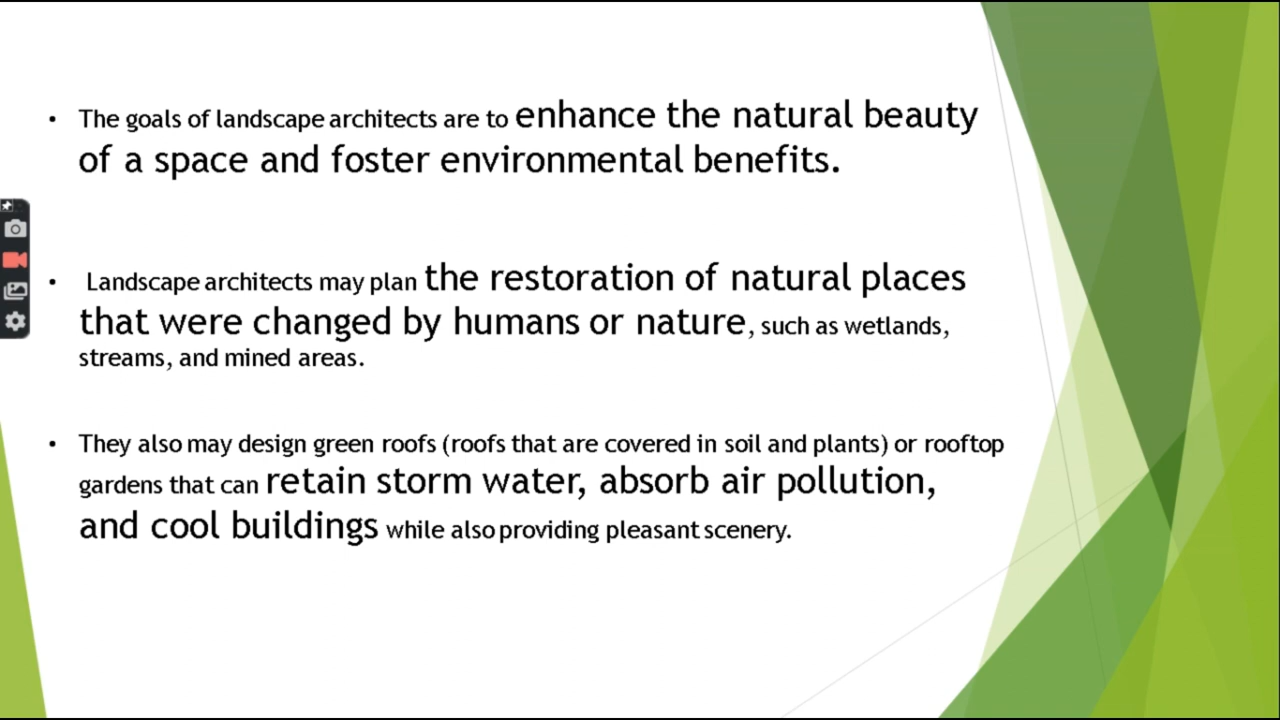 • The goals of landscape architects are to enhance the natural beauty
of a space and foster environmental benefits.
• Landscape architects may plan the restoration of natural places
that were changed by humans or nature, such as wetlands,
streams, and mined areas.
• They also may design green roofs (roofs that are covered in soil and plants) or rooftop
gardens that can retain storm water, absorb air pollution,
and cool buildings while also providing pleasant scenery.